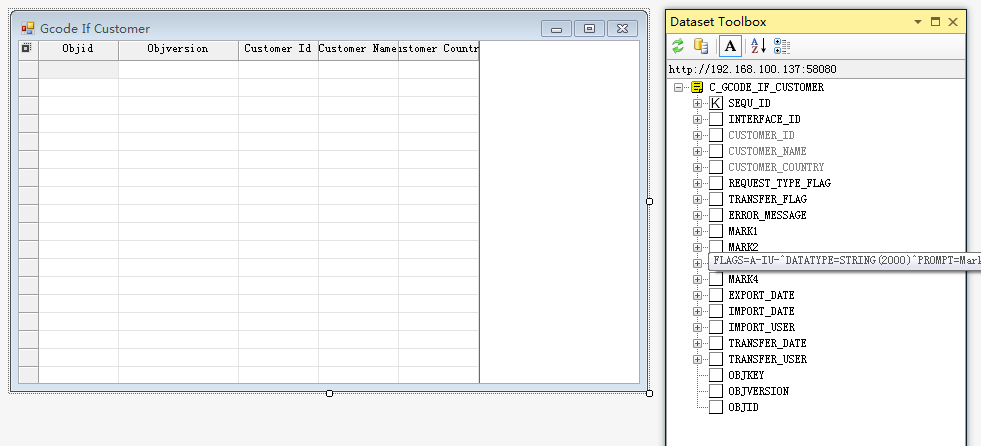 Gcode If Customer
Objid Objversion Customer Id Customer Name ustomer Countr
Dataset Toolbox
A A Z
http://192.168.100.137:58080
C_GCODE_IF_CUSTOMER
K SEQU_ID
INTERFACE_ID
CUSTOMER_ID
CUSTOMER_NAME
CUSTOMER_COUNTRY
REQUEST_TYPE_FLAG
TRANSFER_FLAG
ERROR_MESSAGE
MARK1
MARK2
FLAGS=A-IU-^DATATYPE=STRING(2000)^PROMPT=Mark
MARK4
EXPORT_DATE
IMPORT_DATE
IMPORT_USER
TRANSFER_DATE
TRANSFER_USER
OBJKEY
OBJVERSION
OBJID